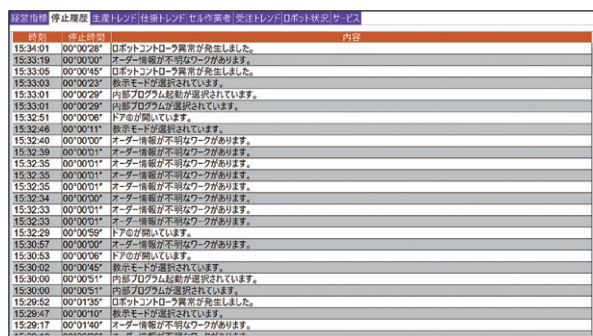 経営指標 停止履歴 生産トレンド 仕掛トレンド セル作業者 受注トレンド ロボット状況 サービス
時刻 停止時間 内容
15:34:01 00°00'28" ロボットコントローラ異常が発生しました。
15:33:19 00°00'00" オーダー情報が不明なワークがあります。
15:33:05 00°00'45" ロボットコントローラ異常が発生しました。
15:33:03 00°00'23" 教示モードが選択されています。
15:33:01 00°00'29" 内部プログラム起動が選択されています。
15:33:01 00°00'29" 内部プログラムが選択されています。
15:32:51 00°00'06" ドア②が開いています。
15:32:46 00°00'11" 教示モードが選択されています。
15:32:40 00°00'00" オーダー情報が不明なワークがあります。
15:32:39 00°00'01" オーダー情報が不明なワークがあります。
15:32:35 00°00'01" オーダー情報が不明なワークがあります。
15:32:35 00°00'01" オーダー情報が不明なワークがあります。
15:32:35 00°00'01" オーダー情報が不明なワークがあります。
15:32:34 00°00'00" オーダー情報が不明なワークがあります。
15:32:33 00°00'01" オーダー情報が不明なワークがあります。
15:32:33 00°00'01" オーダー情報が不明なワークがあります。
15:32:29 00°00'59" ドア①が開いています。
15:30:57 00°00'00" オーダー情報が不明なワークがあります。
15:30:53 00°00'06" ドア②が開いています。
15:30:02 00°00'45" 教示モードが選択されています。
15:30:00 00°00'51" 内部プログラム起動が選択されています。
15:30:00 00°00'51" 内部プログラムが選択されています。
15:29:52 00°01'35" ロボットコントローラ異常が発生しました。
15:29:47 00°00'10" 教示モードが選択されています。
15:29:17 00°01'40" オーダー情報が不明なワークがあります。